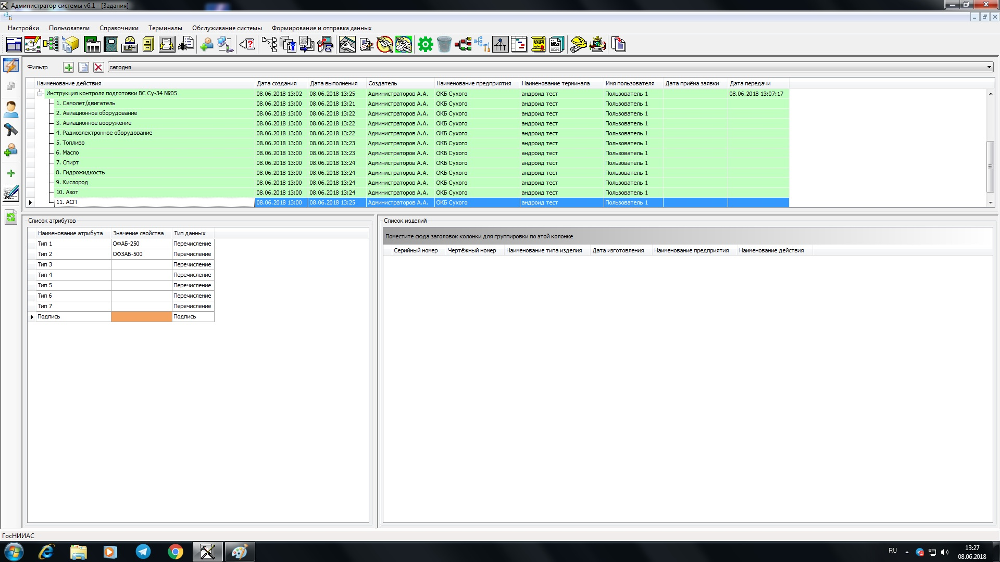 Администратор системы v6.1 - [Задания]
Настройки Пользователи Справочники Терминалы Обслуживание системы Формирование и отправка данных
Фильтр сегодня
Наименование действия Дата создания Дата выполнения Создатель Наименование предприятия Наименование терминала Имя пользователя Дата приёма заявки Дата передачи
Инструкция контроля подготовки ВС Су-34 №05 08.06.2018 13:02 08.06.2018 13:25 Администраторов А.А. ОКБ Сухого андроид тест Пользователь 1 08.06.2018 13:07:17
1. Самолет/двигатель 08.06.2018 13:00 08.06.2018 13:21 Администраторов А.А. ОКБ Сухого андроид тест Пользователь 1
2. Авиационное оборудование 08.06.2018 13:00 08.06.2018 13:22 Администраторов А.А. ОКБ Сухого андроид тест Пользователь 1
3. Авиационное вооружение 08.06.2018 13:00 08.06.2018 13:22 Администраторов А.А. ОКБ Сухого андроид тест Пользователь 1
4. Радиоэлектронное оборудование 08.06.2018 13:00 08.06.2018 13:22 Администраторов А.А. ОКБ Сухого андроид тест Пользователь 1
5. Топливо 08.06.2018 13:00 08.06.2018 13:23 Администраторов А.А. ОКБ Сухого андроид тест Пользователь 1
6. Масло 08.06.2018 13:00 08.06.2018 13:23 Администраторов А.А. ОКБ Сухого андроид тест Пользователь 1
7. Спирт 08.06.2018 13:00 08.06.2018 13:24 Администраторов А.А. ОКБ Сухого андроид тест Пользователь 1
8. Гидрожидкость 08.06.2018 13:00 08.06.2018 13:24 Администраторов А.А. ОКБ Сухого андроид тест Пользователь 1
9. Кислород 08.06.2018 13:00 08.06.2018 13:24 Администраторов А.А. ОКБ Сухого андроид тест Пользователь 1
10. Азот 08.06.2018 13:00 08.06.2018 13:24 Администраторов А.А. ОКБ Сухого андроид тест Пользователь 1
11. АСП 08.06.2018 13:00 08.06.2018 13:25 Администраторов А.А. ОКБ Сухого андроид тест Пользователь 1
Список атрибутов
Наименование атрибута Значение свойства Тип данных
Тип 1 ОФАБ-250 Перечисление
Тип 2 ОФЗАБ-500 Перечисление
Тип 3 Перечисление
Тип 4 Перечисление
Тип 5 Перечисление
Тип 6 Перечисление
Тип 7 Перечисление
Подпись Подпись
Список изделий
Поместите сюда заголовок колонки для группировки по этой колонке
Серийный номер Чертёжный номер Наименование типа изделия Дата изготовления Наименование предприятия Наименование действия
ГосНИИАС
RU
13:27
08.06.2018